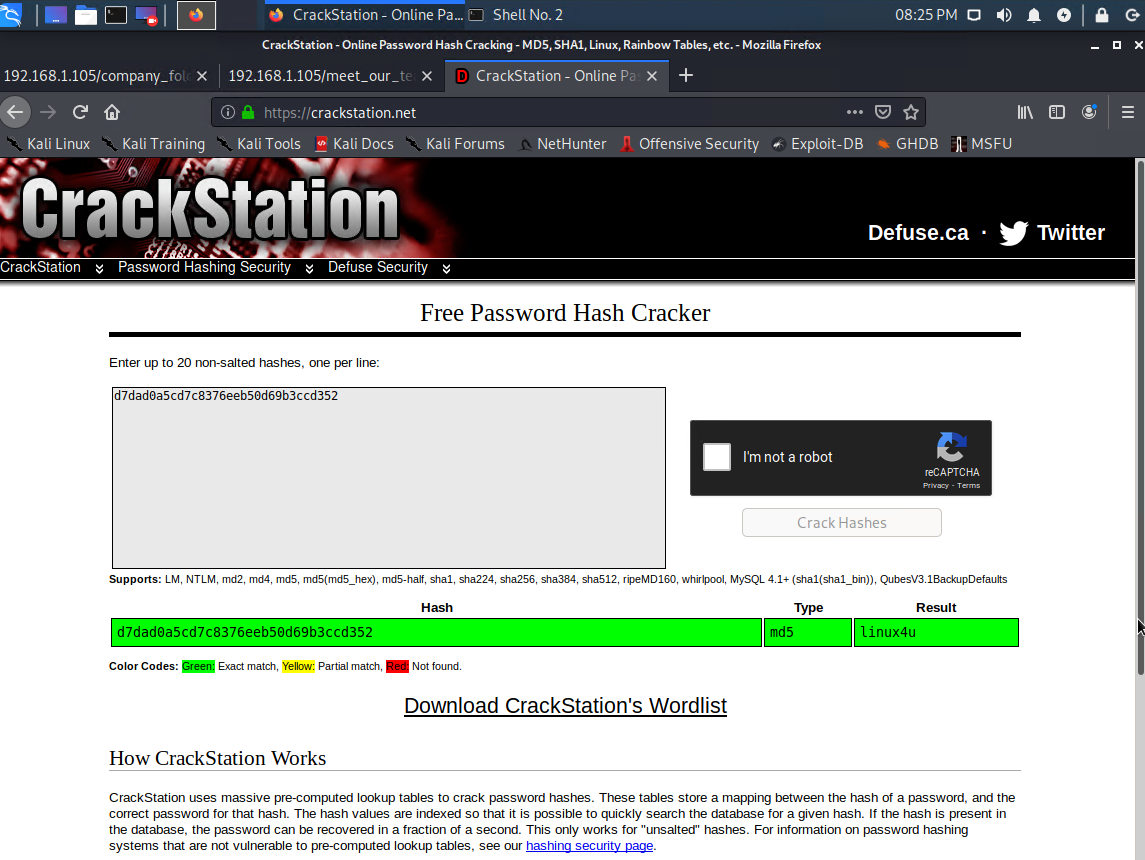 CrackStation - Online Pa... Shell No. 2 08:25 PM
CrackStation - Online Password Hash Cracking - MD5, SHA1, Linux, Rainbow Tables, etc. - Mozilla Firefox
192.168.1.105/company_fol 192.168.1.105/meet_our_te CrackStation - Online Pas
https://crackstation.net
Kali Linux Kali Training Kali Tools Kali Docs Kali Forums NetHunter Offensive Security Exploit-DB GHDB MSFU
CrackStation
Defuse.ca · Twitter
CrackStation Password Hashing Security Defuse Security
Free Password Hash Cracker
Enter up to 20 non-salted hashes, one per line:
d7dad0a5cd7c8376eeb50d69b3ccd352
I'm not a robot
reCAPTCHA
Privacy - Terms
Crack Hashes
Supports: LM, NTLM, md2, md4, md5, md5(md5_hex), md5-half, sha1, sha224, sha256, sha384, sha512, ripeMD160, whirlpool, MySQL 4.1+ (sha1(sha1_bin)), QubesV3.1BackupDefaults
Hash Type Result
d7dad0a5cd7c8376eeb50d69b3ccd352 md5 linux4u
Color Codes: Green: Exact match, Yellow: Partial match, Red: Not found.
Download CrackStation's Wordlist
How CrackStation Works
CrackStation uses massive pre-computed lookup tables to crack password hashes. These tables store a mapping between the hash of a password, and the
correct password for that hash. The hash values are indexed so that it is possible to quickly search the database for a given hash. If the hash is present in
the database, the password can be recovered in a fraction of a second. This only works for "unsalted" hashes. For information on password hashing
systems that are not vulnerable to pre-computed lookup tables, see our hashing security page.